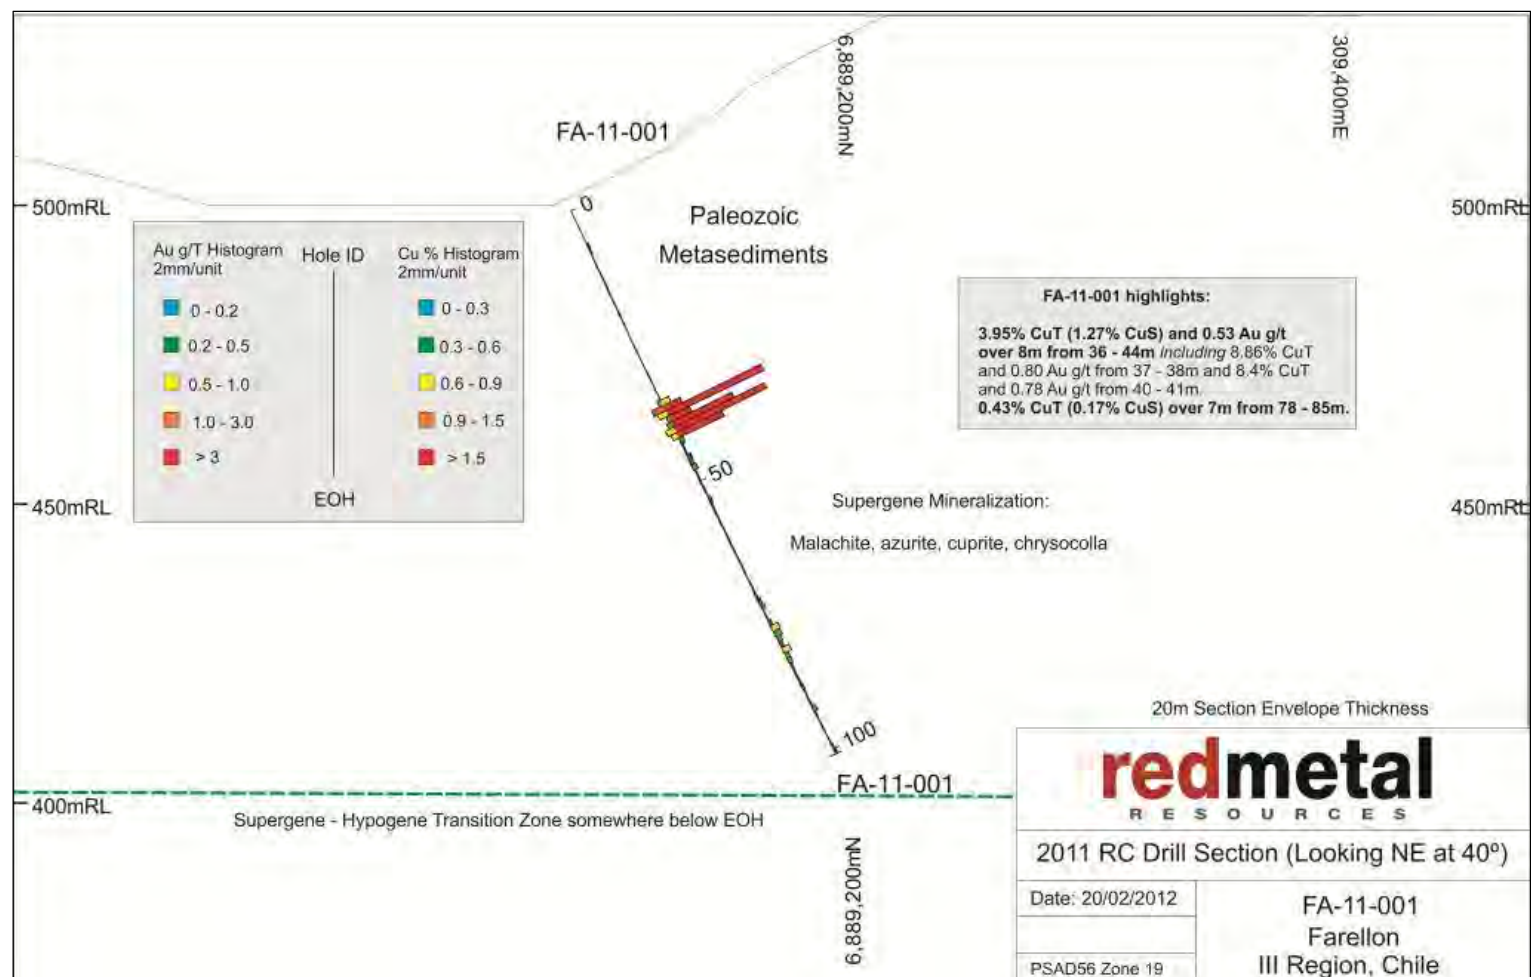 6,889,200mN
309,400mE
FA-11-001
500mRL
500mRL
0
Paleozoic
Metasediments
Au g/T Histogram
2mm/unit
0 - 0.2
0.2 - 0.5
0.5 - 1.0
1.0 - 3.0
> 3
Hole ID
EOH
Cu % Histogram
2mm/unit
0 - 0.3
0.3 - 0.6
0.6 - 0.9
0.9 - 1.5
> 1.5
FA-11-001 highlights:
3.95% CuT (1.27% CuS) and 0.53 Au g/t
over 8m from 36 - 44m including 8.86% CuT
and 0.80 Au g/t from 37 - 38m and 8.4% CuT
and 0.78 Au g/t from 40 - 41m.
0.43% CuT (0.17% CuS) over 7m from 78 - 85m.
50
450mRL
450mRL
Supergene Mineralization:
Malachite, azurite, cuprite, chrysocolla
100
FA-11-001
400mRL
Supergene - Hypogene Transition Zone somewhere below EOH
6,889,200mN
20m Section Envelope Thickness
redmetal
RESOURCES
2011 RC Drill Section (Looking NE at 40º)
Date: 20/02/2012
PSAD56 Zone 19
FA-11-001
Farellon
III Region, Chile